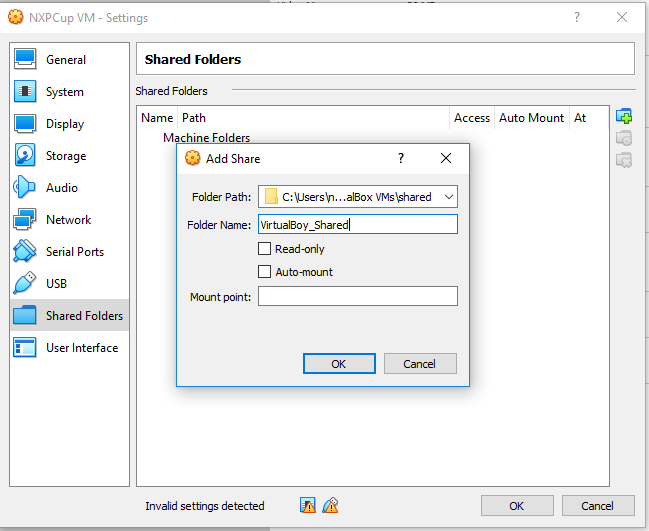 NXPCup VM - Settings
?
General
System
Display
Storage
Audio
Network
Serial Ports
USB
Shared Folders
User Interface
Shared Folders
Shared Folders
Name Path Access Auto Mount At
Machine Folders
Add Share ?
Folder Path: C:\Users\n...alBox VMs\shared
Folder Name: VirtualBoy_Shared
Read-only
Auto-mount
Mount point:
OK Cancel
Invalid settings detected OK Cancel